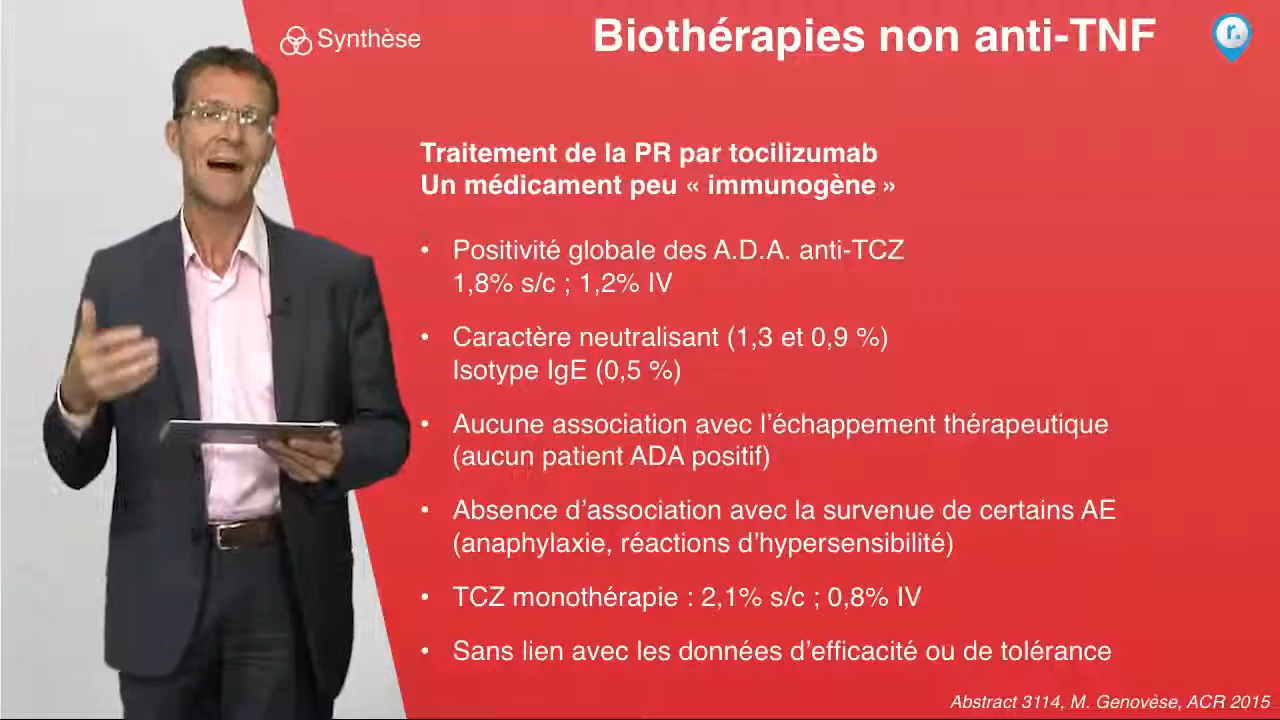 Synthèse
Biothérapies non anti-TNF
r.
Traitement de la PR par tocilizumab
Un médicament peu « immunogène »
• Positivité globale des A.D.A. anti-TCZ
1,8% s/c ; 1,2% IV
• Caractère neutralisant (1,3 et 0,9 %)
Isotype IgE (0,5 %)
• Aucune association avec l’échappement thérapeutique
(aucun patient ADA positif)
• Absence d’association avec la survenue de certains AE
(anaphylaxie, réactions d’hypersensibilité)
• TCZ monothérapie : 2,1% s/c ; 0,8% IV
• Sans lien avec les données d’efficacité ou de tolérance
Abstract 3114, M. Genovèse, ACR 2015